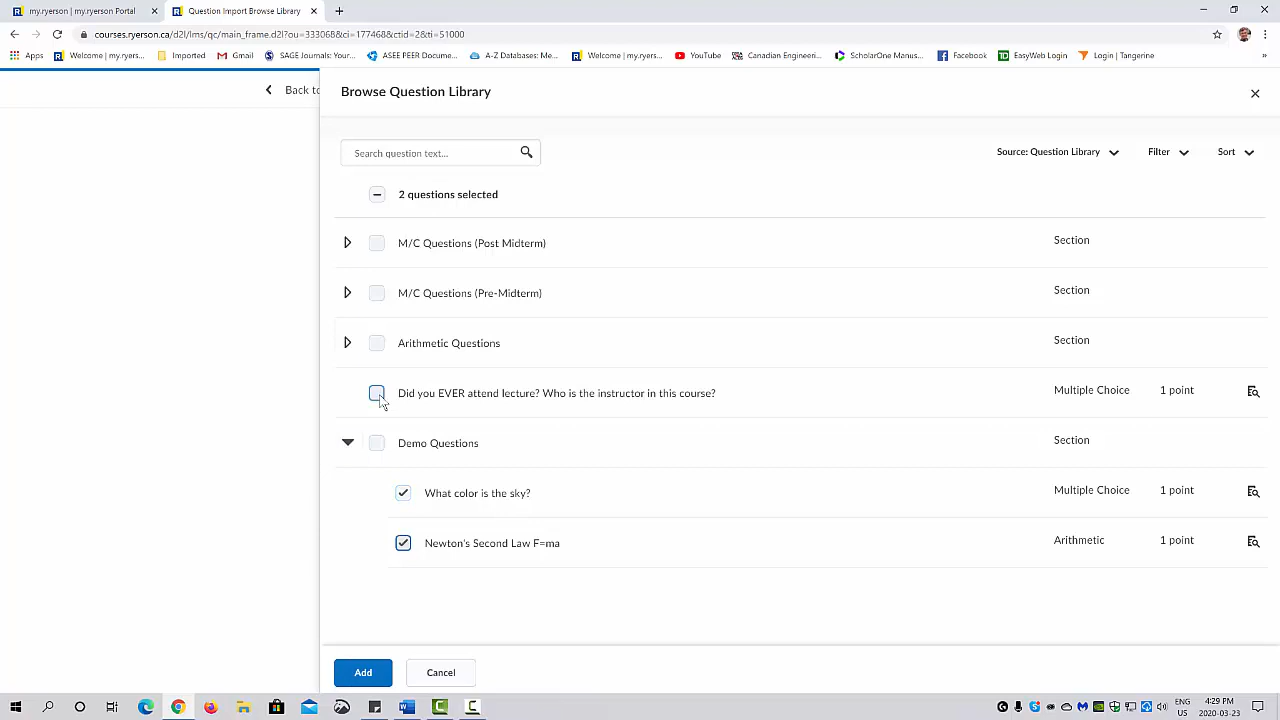 my.ryerson | my.ryerson Portal
Question Import Browse Library
courses.ryerson.ca/d2l/lms/qc/main_frame.d2l?ou=333068&ci=177468&ctid=2&ti=51000
Apps
Welcome | my.ryers...
Imported
Gmail
SAGE Journals: Your...
ASEE PEER Docume...
A-Z Databases: Me...
Welcome | my.ryers...
YouTube
Canadian Engineeri...
ScholarOne Manus...
Facebook
EasyWeb Login
Login | Tangerine
»
Back to
Browse Question Library
Search question text...
Source: Question Library
Filter
Sort
2 questions selected
M/C Questions (Post Midterm)
Section
M/C Questions (Pre-Midterm)
Section
Arithmetic Questions
Section
Did you EVER attend lecture? Who is the instructor in this course?
Multiple Choice
1 point
Demo Questions
Section
What color is the sky?
Multiple Choice
1 point
Newton's Second Law F=ma
Arithmetic
1 point
Add
Cancel
ENG
US
4:29 PM
2020-03-23